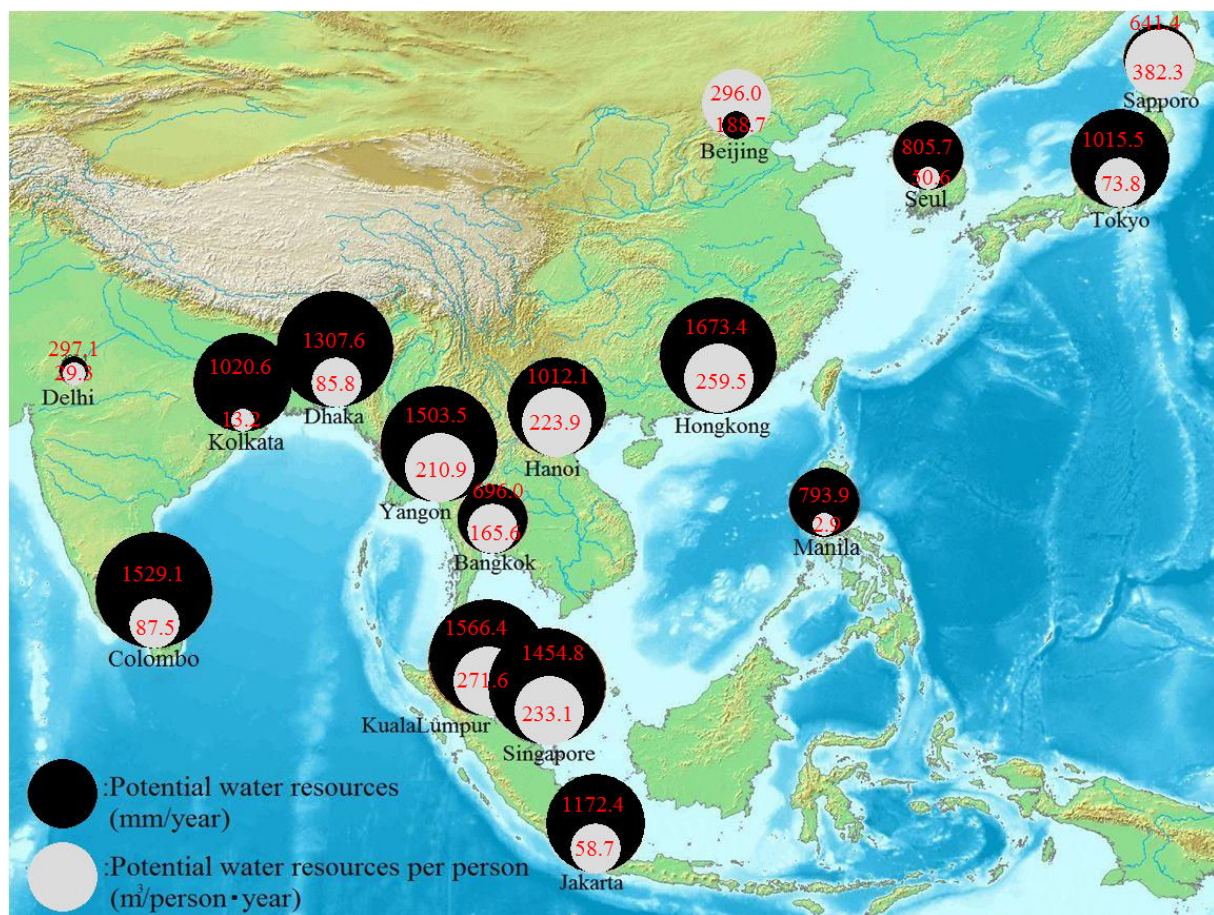 641.4
382.3
Sapporo
296.0
188.7
Beijing
805.7
50.6
Seul
1015.5
73.8
Tokyo
297.1
29.3
Delhi
1020.6
13.2
Kolkata
1307.6
85.8
Dhaka
1503.5
210.9
Yangon
1012.1
223.9
Hanoi
1673.4
259.5
Hongkong
696.0
165.6
Bangkok
793.9
2.9
Manila
1529.1
87.5
Colombo
1566.4
271.6
KualaLumpur
1454.8
233.1
Singapore
1172.4
58.7
Jakarta
:Potential water resources
(mm/year)
:Potential water resources per person
(m³/person・year)